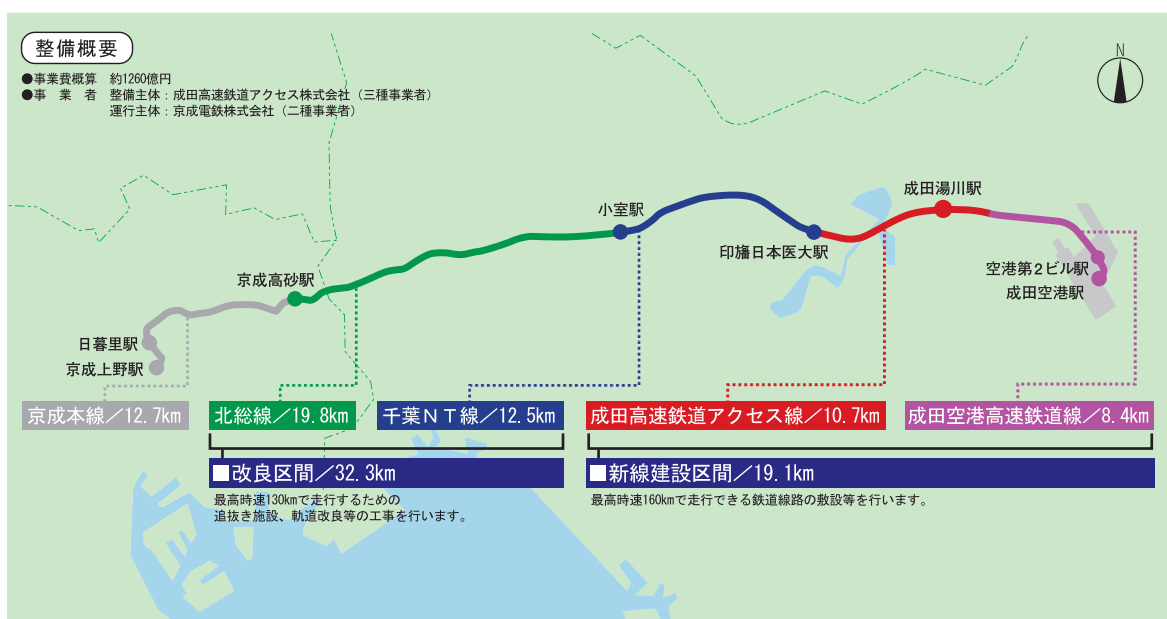 整備概要
●事業費概算　約1260億円
●事　業　者　整備主体：成田高速鉄道アクセス株式会社（三種事業者）
運行主体：京成電鉄株式会社（二種事業者）
N
成田湯川駅
小室駅
印旛日本医大駅
空港第2ビル駅
成田空港駅
京成高砂駅
日暮里駅
京成上野駅
京成本線／12.7km
北総線／19.8km
千葉NT線／12.5km
成田高速鉄道アクセス線／10.7km
成田空港高速鉄道線／8.4km
■改良区間／32.3km
■新線建設区間／19.1km
最高時速130kmで走行するための
追抜き施設、軌道改良等の工事を行います。
最高時速160kmで走行できる鉄道線路の敷設等を行います。